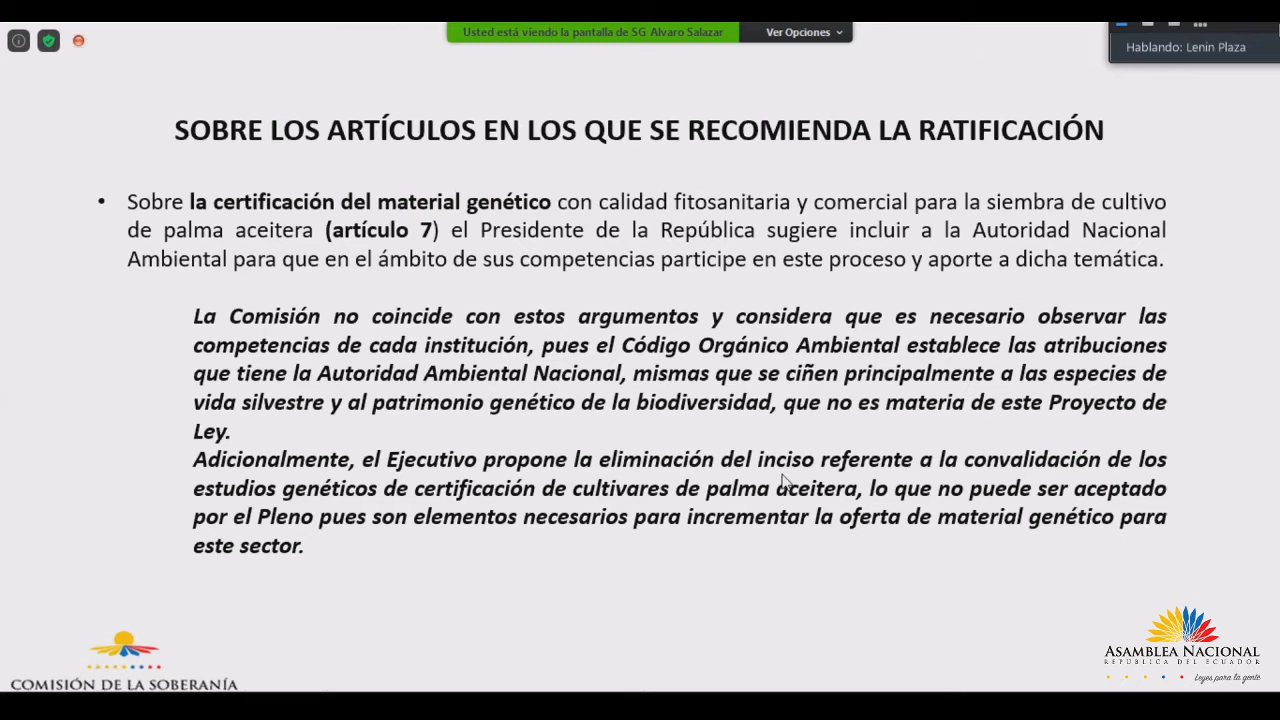 Usted está viendo la pantalla de SG Alvaro Salazar
Ver Opciones
Hablando: Lenin Plaza
SOBRE LOS ARTÍCULOS EN LOS QUE SE RECOMIENDA LA RATIFICACIÓN
• Sobre la certificación del material genético con calidad fitosanitaria y comercial para la siembra de cultivo
de palma aceitera (artículo 7) el Presidente de la República sugiere incluir a la Autoridad Nacional
Ambiental para que en el ámbito de sus competencias participe en este proceso y aporte a dicha temática.
La Comisión no coincide con estos argumentos y considera que es necesario observar las
competencias de cada institución, pues el Código Orgánico Ambiental establece las atribuciones
que tiene la Autoridad Ambiental Nacional, mismas que se ciñen principalmente a las especies de
vida silvestre y al patrimonio genético de la biodiversidad, que no es materia de este Proyecto de
Ley.
Adicionalmente, el Ejecutivo propone la eliminación del inciso referente a la convalidación de los
estudios genéticos de certificación de cultivares de palma aceitera, lo que no puede ser aceptado
por el Pleno pues son elementos necesarios para incrementar la oferta de material genético para
este sector.
COMISIÓN DE LA SOBERANÍA
ASAMBLEA NACIONAL
REPÚBLICA DEL ECUADOR
Leyes para la gente